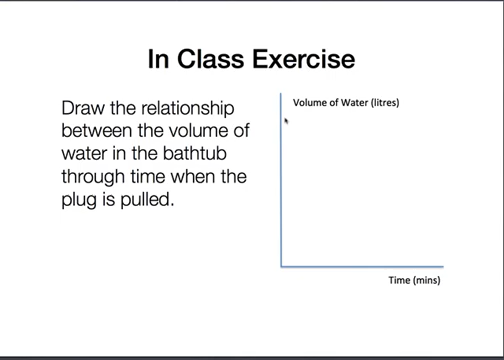 In Class Exercise
Draw the relationship
between the volume of
water in the bathtub
through time when the
plug is pulled.
Volume of Water (litres)
Time (mins)